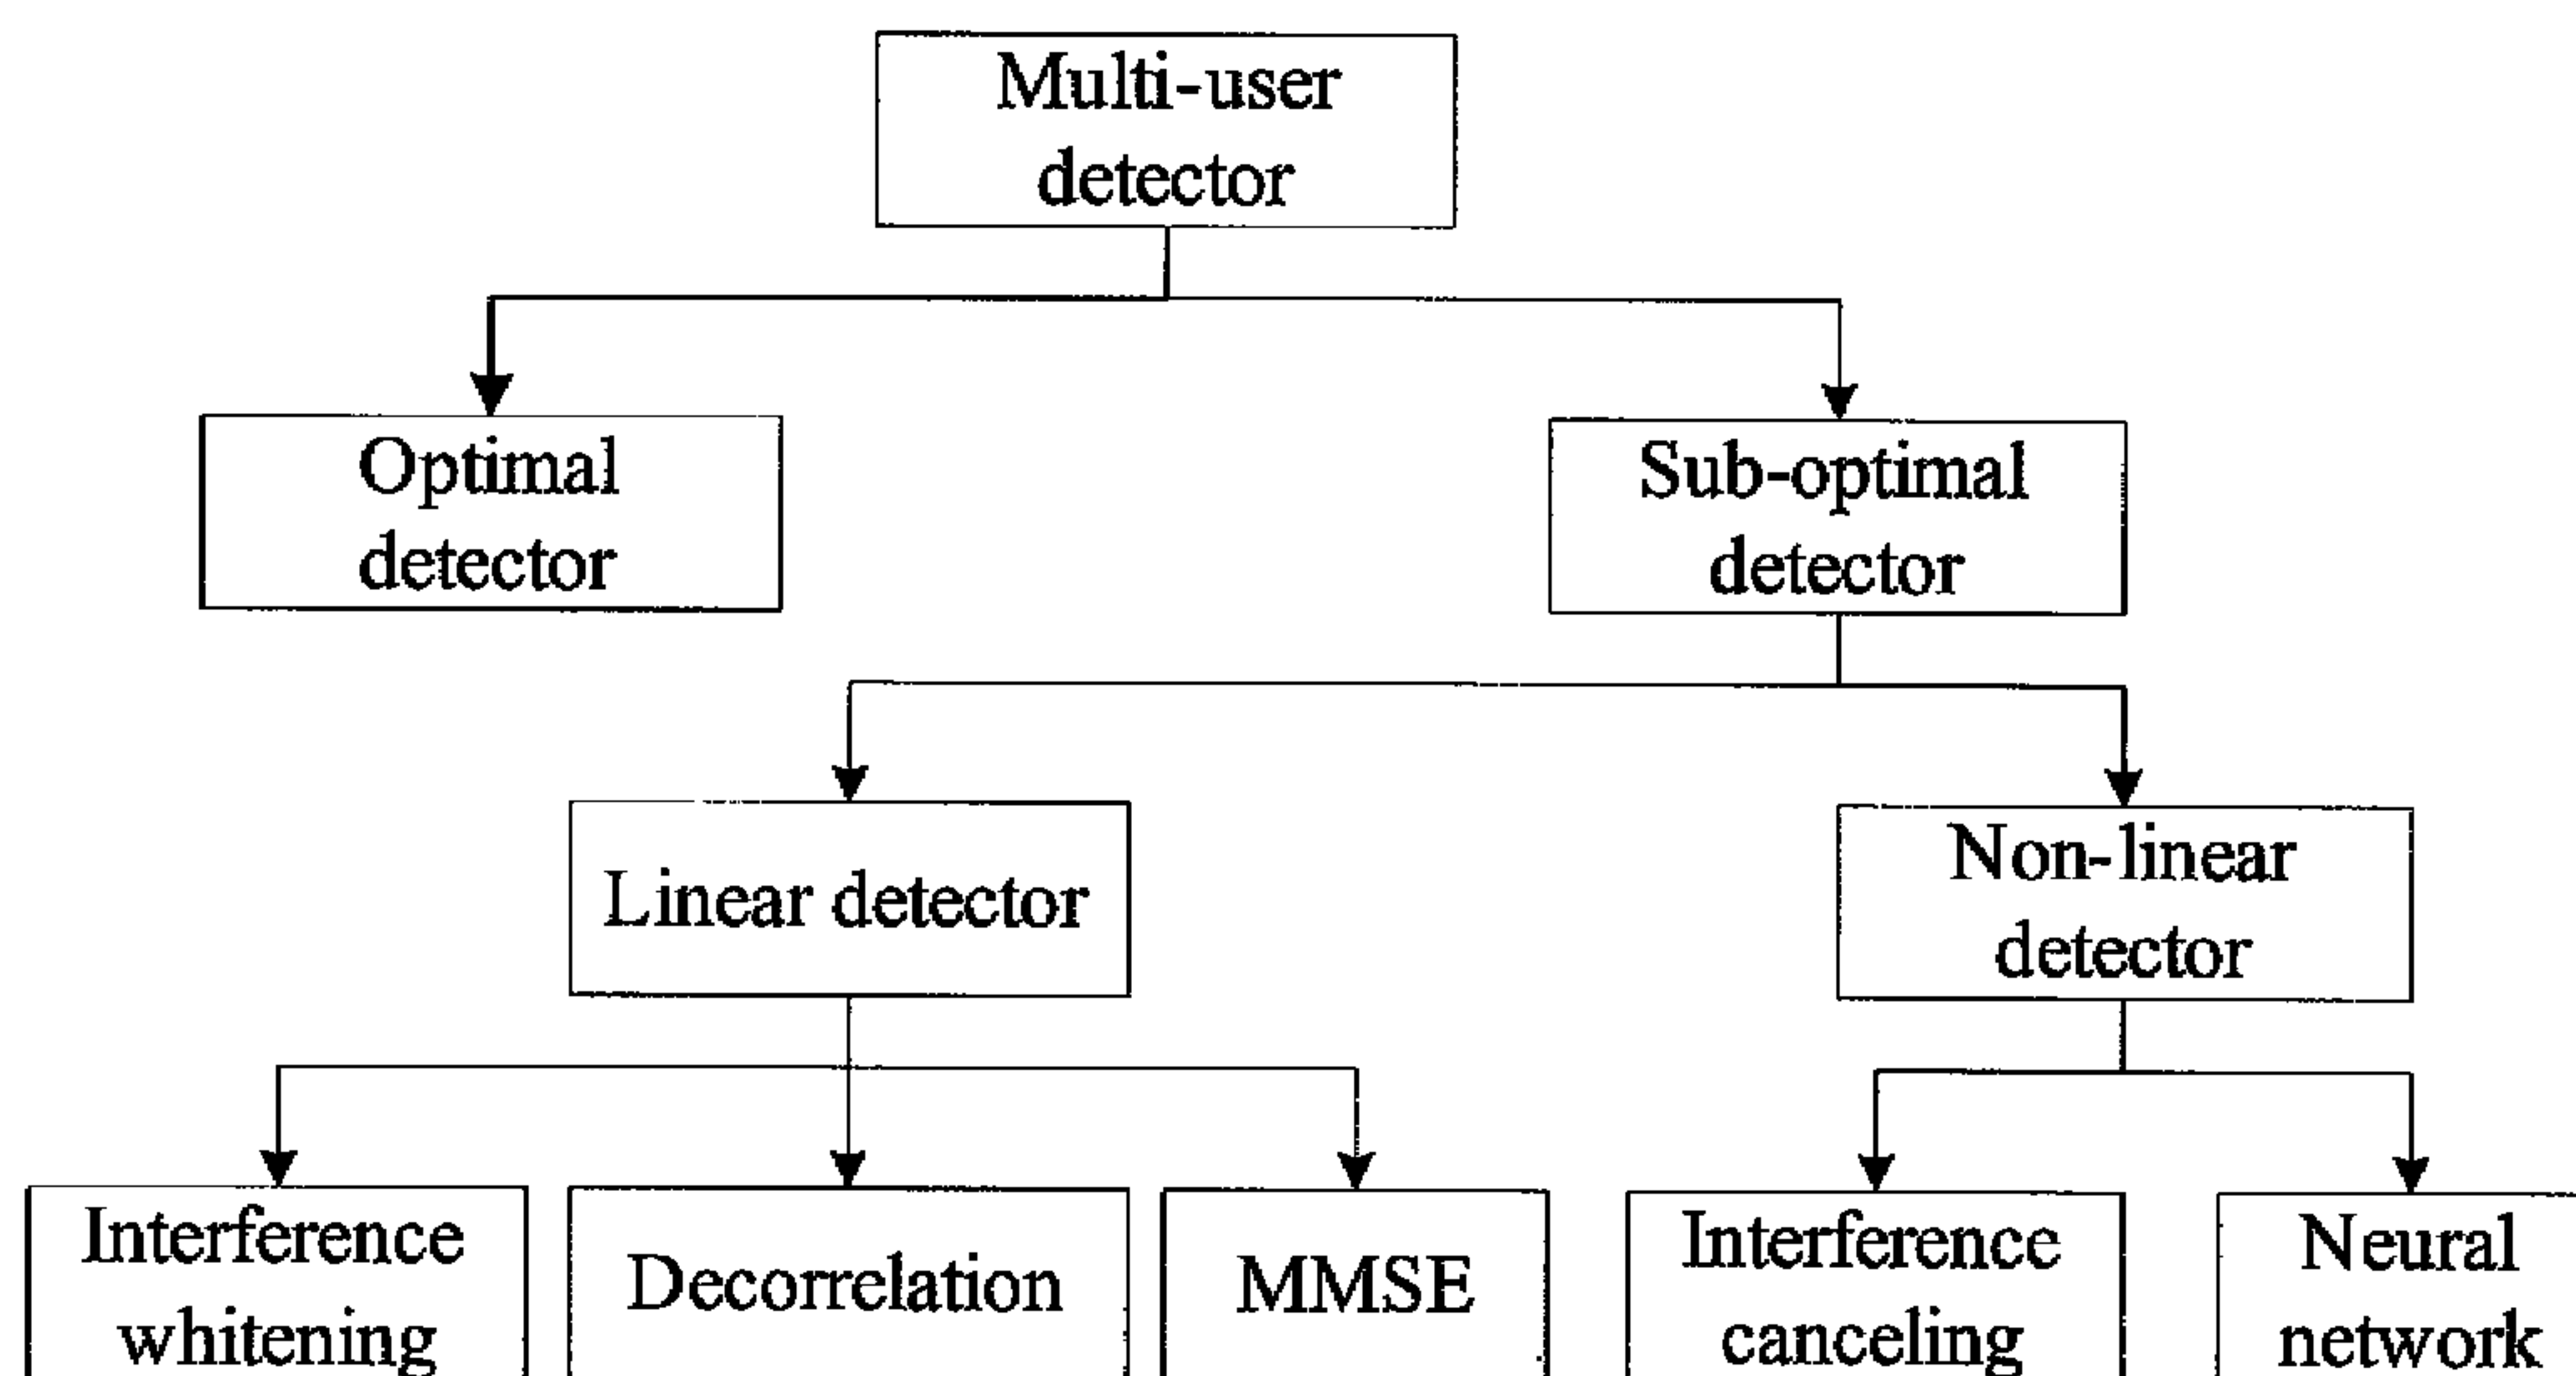 Multi-user
detector
Optimal
detector
Sub-optimal
detector
Linear detector
Non-linear
detector
Interference
whitening
Decorrelation
MMSE
Interference
canceling
Neural
network